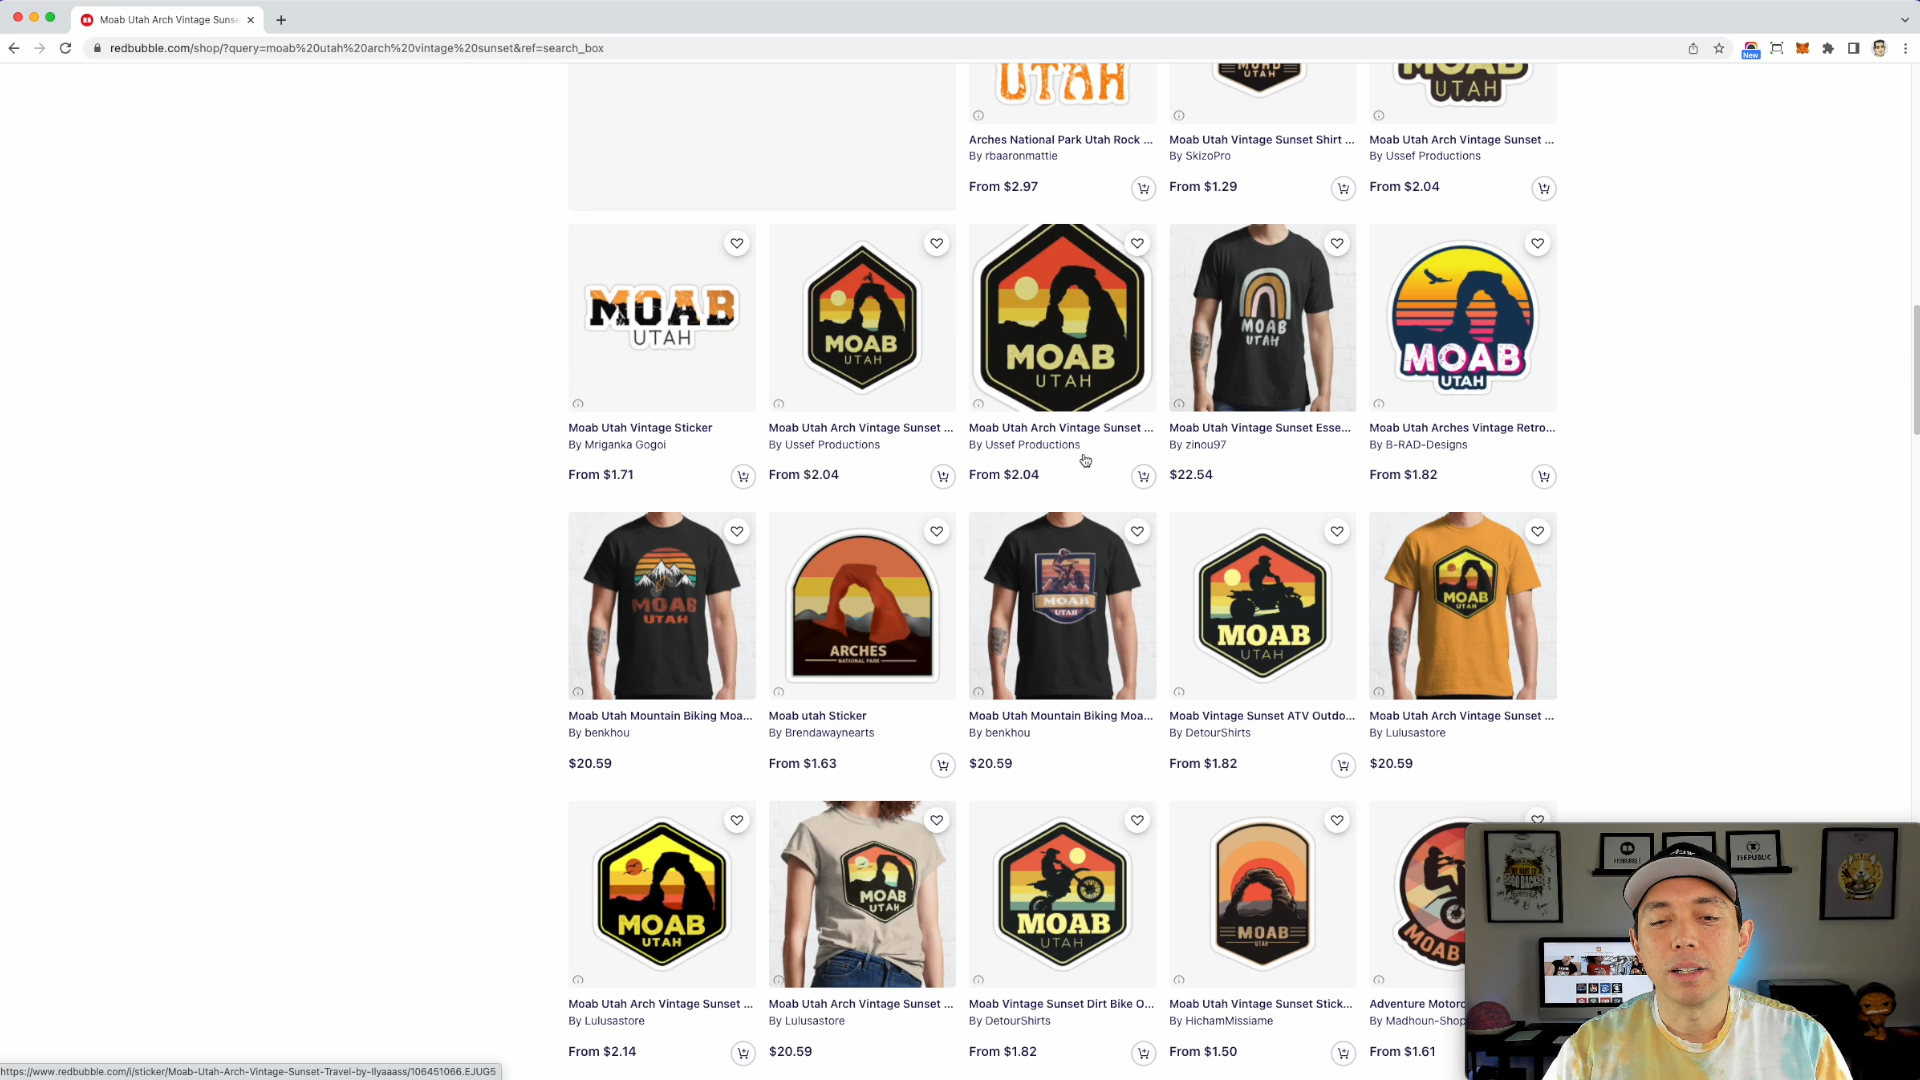 Moab Utah Arch Vintage Sunse
redbubble.com/shop/?query=moab%20utah%20arch%20vintage%20sunset&ref=search_box
New
UTAH
UTAH
MOAB
UTAH
Arches National Park Utah Rock ...
By rbaaronmattie
From $2.97
Moab Utah Vintage Sunset Shirt ...
By SkizoPro
From $1.29
Moab Utah Arch Vintage Sunset ...
By Ussef Productions
From $2.04
MOAB
UTAH
MOAB
UTAH
MOAB
UTAH
MOAB
UTAH
MOAB
UTAH
Moab Utah Vintage Sticker
By Mriganka Gogoi
From $1.71
Moab Utah Arch Vintage Sunset ...
By Ussef Productions
From $2.04
Moab Utah Arch Vintage Sunset ...
By Ussef Productions
From $2.04
Moab Utah Vintage Sunset Esse...
By zinou97
$22.54
Moab Utah Arches Vintage Retro...
By B-RAD-Designs
From $1.82
MOAB
UTAH
ARCHES
NATIONAL PARK
MOAB
UTAH
MOAB
UTAH
MOAB
UTAH
Moab Utah Mountain Biking Moa...
By benkhou
$20.59
Moab utah Sticker
By Brendawaynearts
From $1.63
Moab Utah Mountain Biking Moa...
By benkhou
$20.59
Moab Vintage Sunset ATV Outdo...
By DetourShirts
From $1.82
Moab Utah Arch Vintage Sunset ...
By Lulusastore
$20.59
MOAB
UTAH
MOAB
UTAH
MOAB
UTAH
MOAB
UTAH
MOAB
Moab Utah Arch Vintage Sunset ...
By Lulusastore
From $2.14
Moab Utah Arch Vintage Sunset ...
By Lulusastore
$20.59
Moab Vintage Sunset Dirt Bike O...
By DetourShirts
From $1.82
Moab Utah Vintage Sunset Stick...
By HichamMissiame
From $1.50
Adventure Motoro
By Madhoun-Shop
From $1.61
REDBUBBLE
TEEPUBLIC
https://www.redbubble.com/i/sticker/Moab-Utah-Arch-Vintage-Sunset-Travel-by-Ilyaaass/106451066.EJUG5